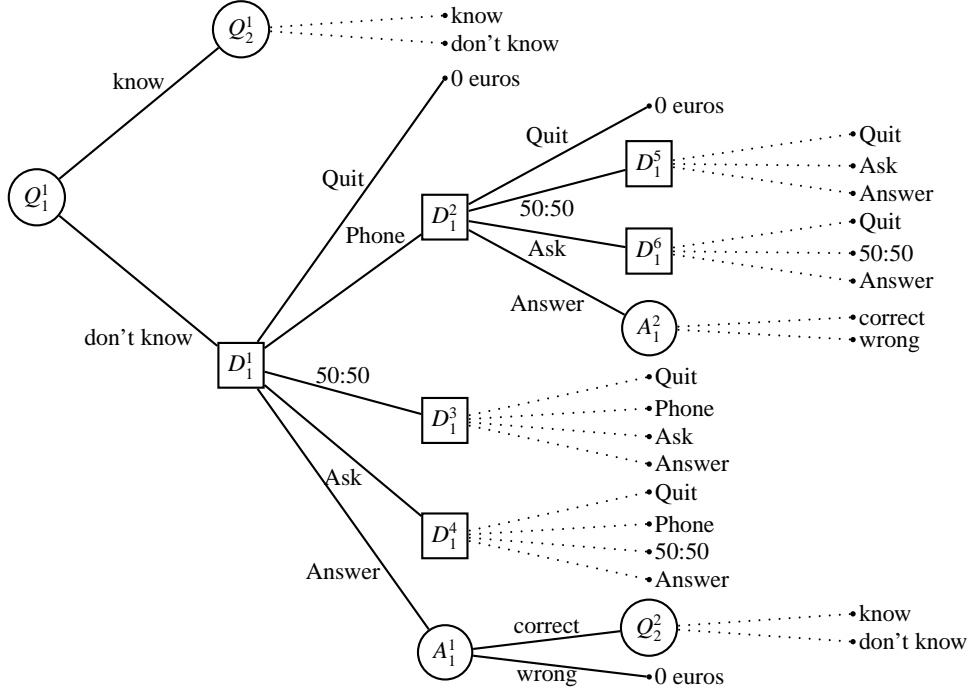 Q_2^1
know
don't know
know
0 euros
Q_1^1
Quit
0 euros
Quit
D_1^5
Quit
Ask
Answer
Phone
D_1^2
50:50
Ask
D_1^6
Quit
50:50
Answer
Answer
A_1^2
correct
wrong
don't know
D_1^1
50:50
D_1^3
Quit
Phone
Ask
Answer
Ask
D_1^4
Quit
Phone
50:50
Answer
Answer
A_1^1
correct
Q_2^2
know
don't know
wrong
0 euros